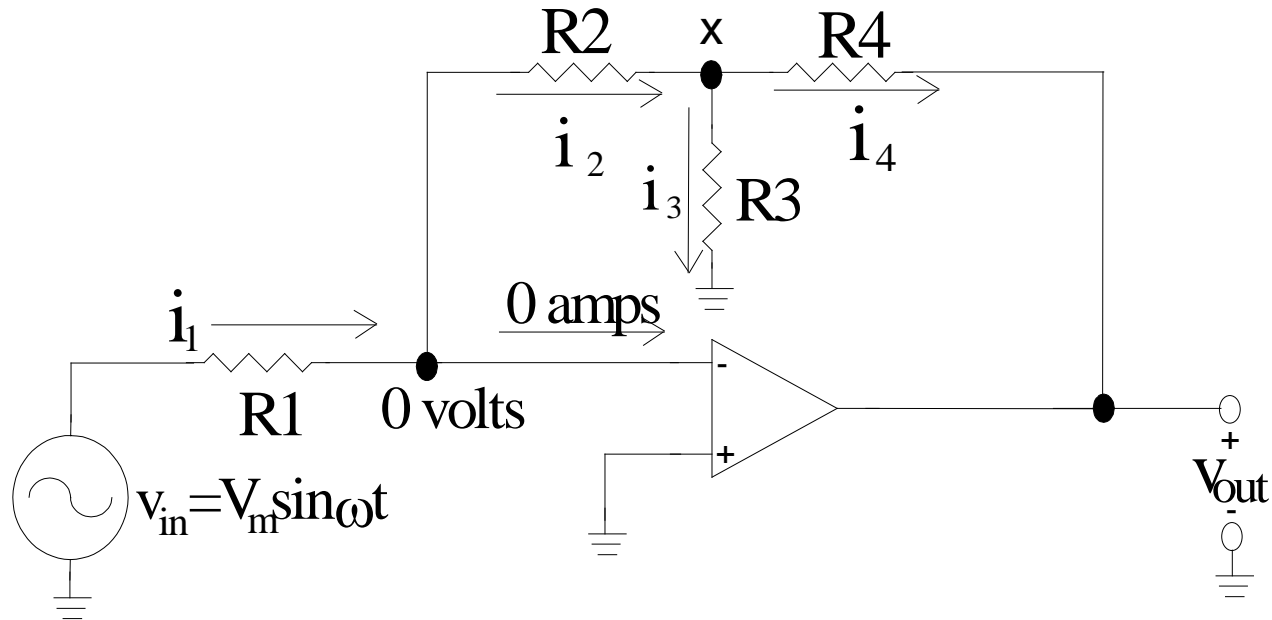 R2
x
R4
i2
i3
i4
R3
i1
0 amps
-
R1
0 volts
+
vin=Vmsinωt
+
vout
-